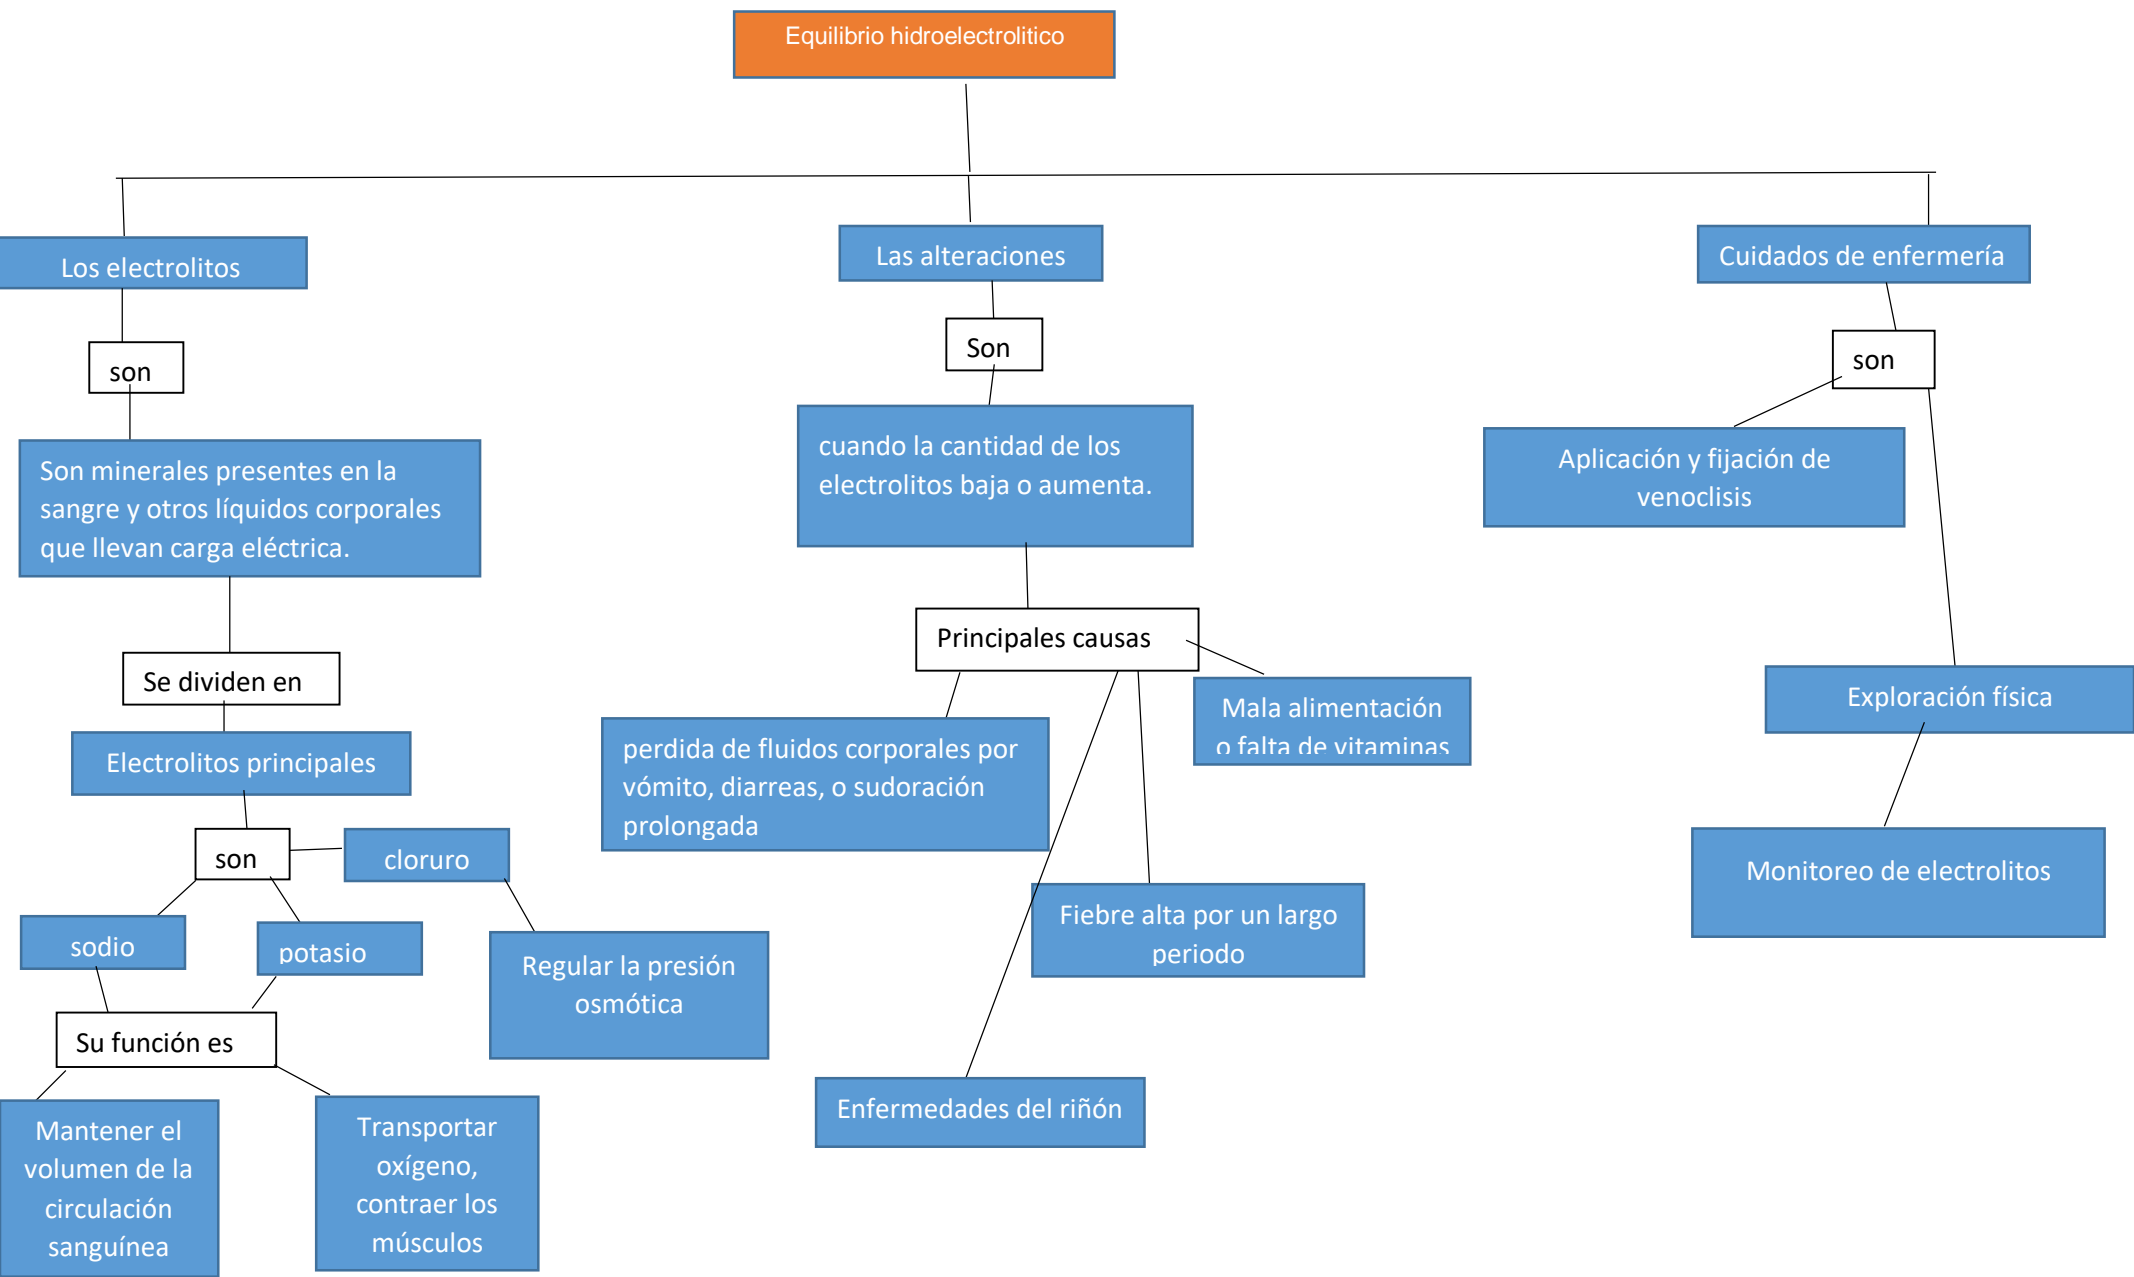 Equilibrio hidroelectrolitico
Los electrolitos
son
Son minerales presentes en la
sangre y otros líquidos corporales
que llevan carga eléctrica.
Se dividen en
Electrolitos principales
son
cloruro
sodio
potasio
Regular la presión
osmótica
Su función es
Mantener el
volumen de la
circulación
sanguínea
Transportar
oxígeno,
contraer los
músculos
Las alteraciones
Son
cuando la cantidad de los
electrolitos baja o aumenta.
Principales causas
perdida de fluidos corporales por
vómito, diarreas, o sudoración
prolongada
Mala alimentación
o falta de vitaminas
Fiebre alta por un largo
periodo
Enfermedades del riñón
Cuidados de enfermería
son
Aplicación y fijación de
venoclisis
Exploración física
Monitoreo de electrolitos